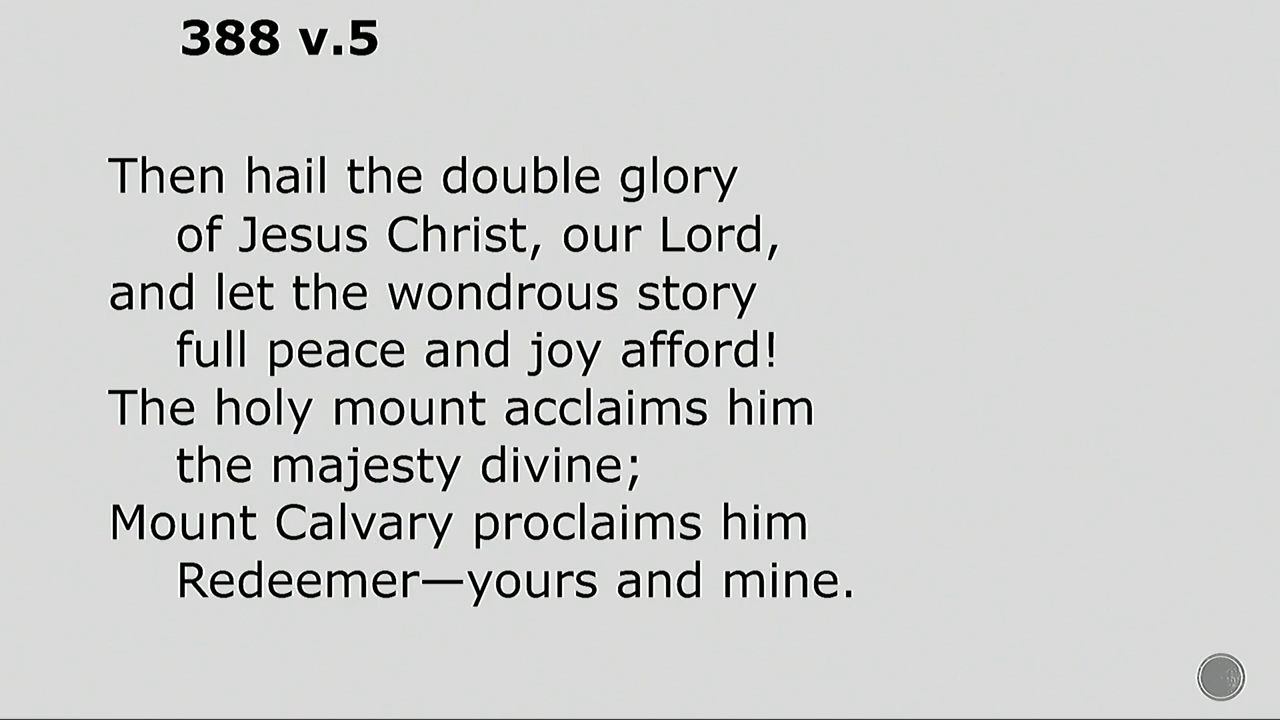 388 v.5
Then hail the double glory
of Jesus Christ, our Lord,
and let the wondrous story
full peace and joy afford!
The holy mount acclaims him
the majesty divine;
Mount Calvary proclaims him
Redeemer—yours and mine.